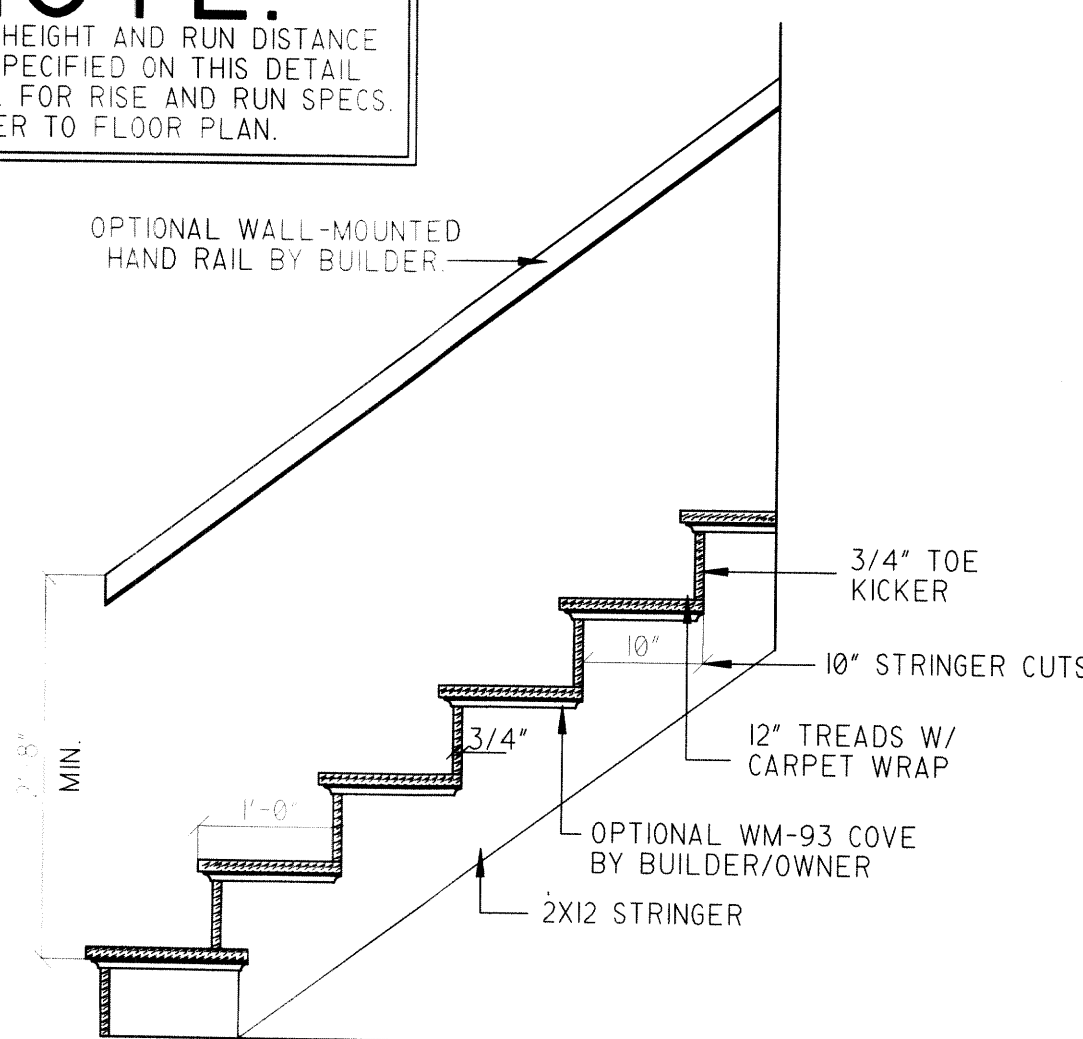 HEIGHT AND RUN DISTANCE
SPECIFIED ON THIS DETAIL
FOR RISE AND RUN SPECS.
TO FLOOR PLAN.
OPTIONAL WALL-MOUNTED
HAND RAIL BY BUILDER.
3/4" TOE
KICKER
10"
10" STRINGER CUTS
12" TREADS W/
CARPET WRAP
3/4"
8"
MIN.
1'-0"
OPTIONAL WM-93 COVE
BY BUILDER/OWNER
2X12 STRINGER